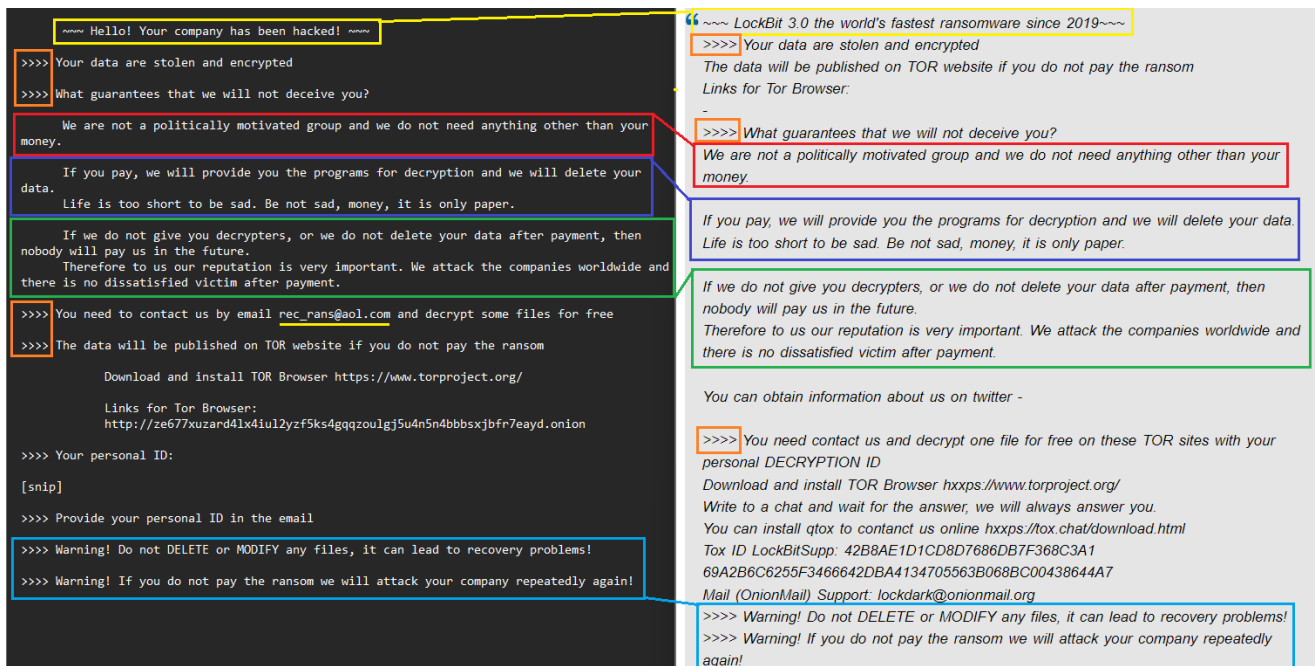 ~~~ Hello! Your company has been hacked! ~~~
>>>> Your data are stolen and encrypted
>>>> What guarantees that we will not deceive you?
We are not a politically motivated group and we do not need anything other than your
money.
If you pay, we will provide you the programs for decryption and we will delete your
data.
Life is too short to be sad. Be not sad, money, it is only paper.
If we do not give you decrypters, or we do not delete your data after payment, then
nobody will pay us in the future.
Therefore to us our reputation is very important. We attack the companies worldwide and
there is no dissatisfied victim after payment.
>>>> You need to contact us by email rec_rans@aol.com and decrypt some files for free
>>>> The data will be published on TOR website if you do not pay the ransom
Download and install TOR Browser https://www.torproject.org/
Links for Tor Browser:
http://ze677xuzard4lx4iul2yzf5ks4gqqzoulgj5u4n5n4bbbsxjbfr7eayd.onion
>>>> Your personal ID:
[snip]
>>>> Provide your personal ID in the email
>>>> Warning! Do not DELETE or MODIFY any files, it can lead to recovery problems!
>>>> Warning! If you do not pay the ransom we will attack your company repeatedly again!
“ ~~~ LockBit 3.0 the world's fastest ransomware since 2019~~~
>>>> Your data are stolen and encrypted
The data will be published on TOR website if you do not pay the ransom
Links for Tor Browser:
-
>>>> What guarantees that we will not deceive you?
We are not a politically motivated group and we do not need anything other than your
money.
If you pay, we will provide you the programs for decryption and we will delete your data.
Life is too short to be sad. Be not sad, money, it is only paper.
If we do not give you decrypters, or we do not delete your data after payment, then
nobody will pay us in the future.
Therefore to us our reputation is very important. We attack the companies worldwide and
there is no dissatisfied victim after payment.
You can obtain information about us on twitter -
>>>> You need contact us and decrypt one file for free on these TOR sites with your
personal DECRYPTION ID
Download and install TOR Browser hxxps://www.torproject.org/
Write to a chat and wait for the answer, we will always answer you.
You can install qtox to contanct us online hxxps://tox.chat/download.html
Tox ID LockBitSupp: 42B8AE1D1CD8D7686DB7F368C3A1
69A2B6C6255F3466642DBA4134705563B068BC00438644A7
Mail (OnionMail) Support: lockdark@onionmail.org
>>>> Warning! Do not DELETE or MODIFY any files, it can lead to recovery problems!
>>>> Warning! If you do not pay the ransom we will attack your company repeatedly
again!